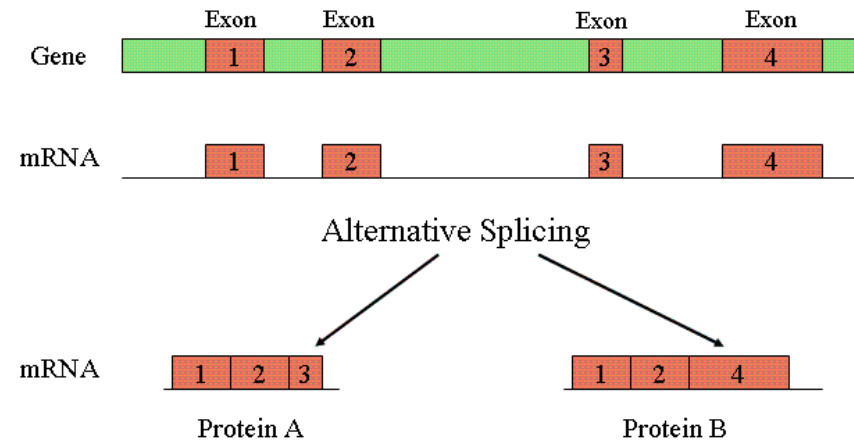 Exon Exon Exon Exon
Gene 1 2 3 4
mRNA 1 2 3 4
Alternative Splicing
mRNA 1 2 3 1 2 4
Protein A Protein B